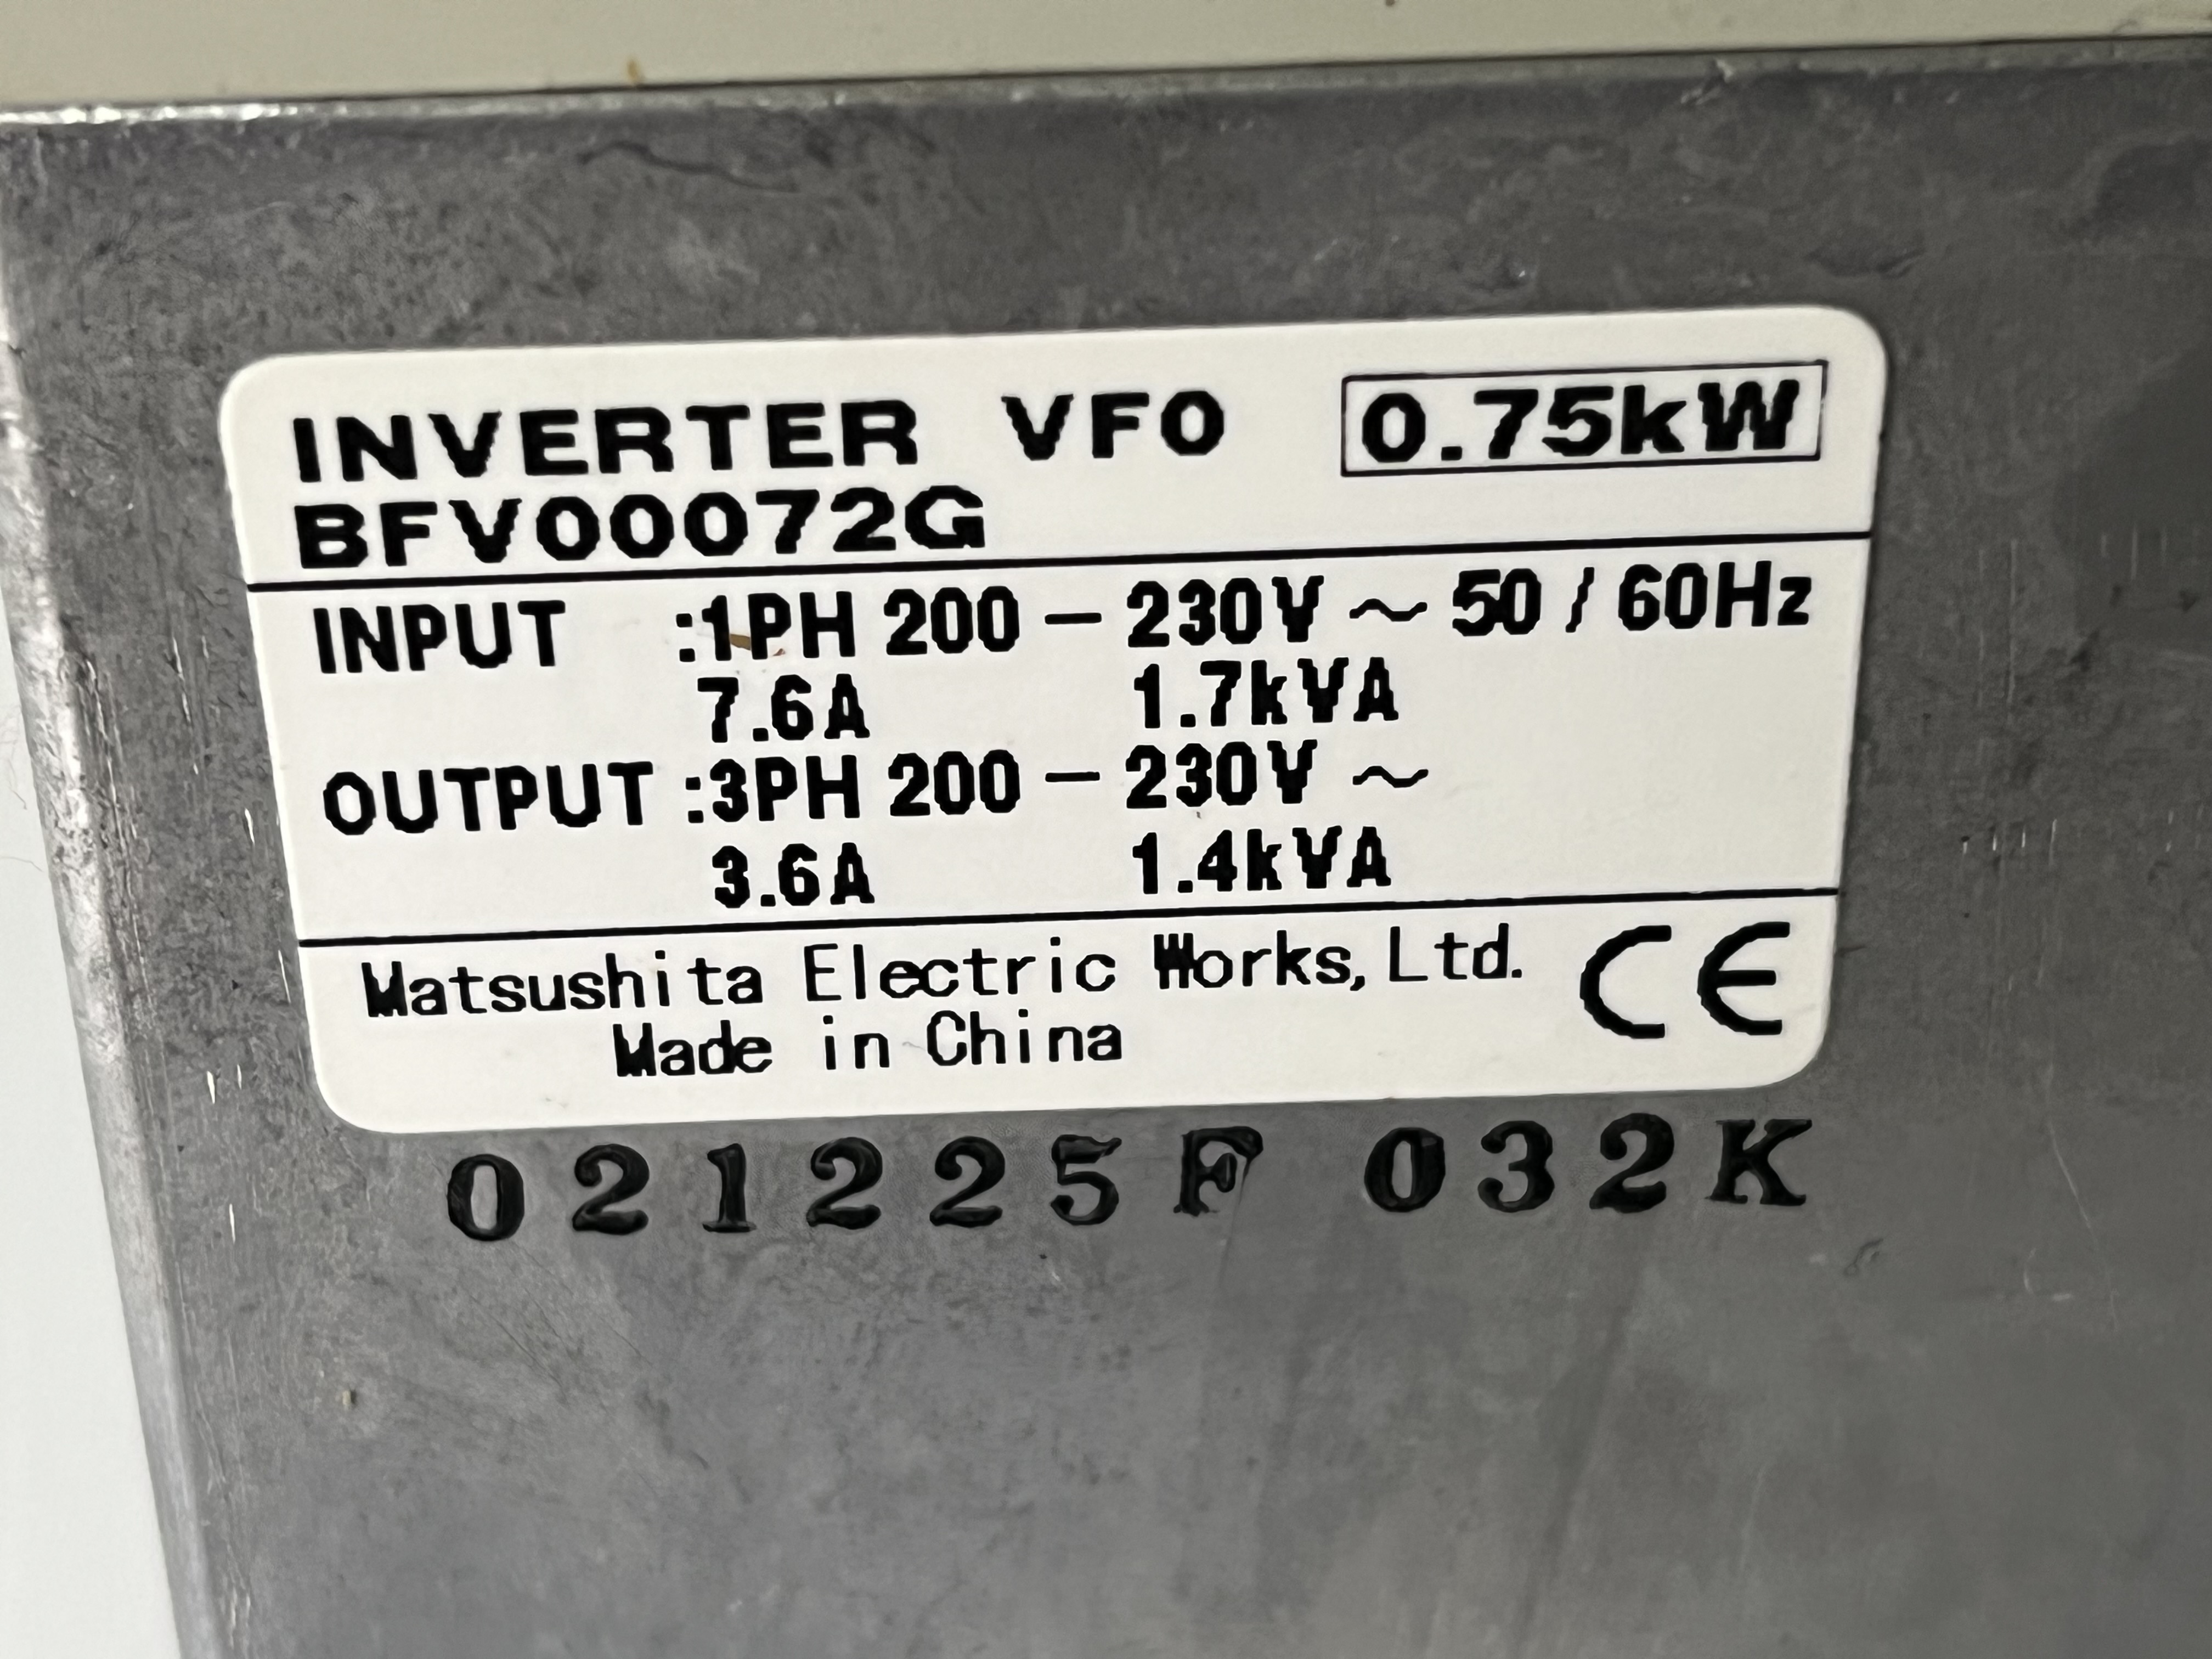 INVERTER VF0 0.75kW
BFV00072G
INPUT :1PH 200 - 230V ~ 50 / 60Hz
7.6A 1.7kVA
OUTPUT :3PH 200 - 230V ~
3.6A 1.4kVA
Matsushita Electric Works, Ltd. CE
Made in China
021225F 032K